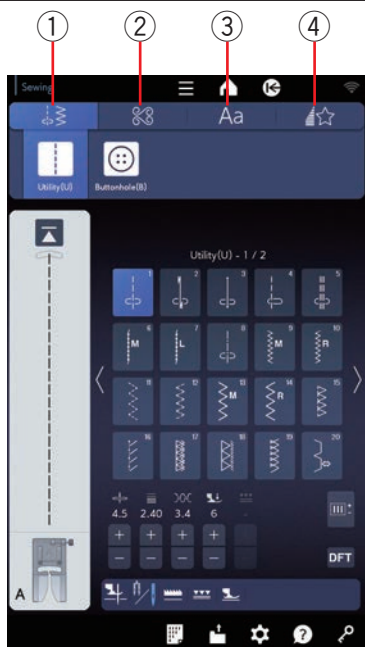 ① ② ③ ④
Sewing
Aa
Utility(U) Buttonhole(B)
Utility(U) - 1 / 2
1 2 3 4 5
6 M 7 L 8 9 M 10 R
11 12 13 M 14 R 15
16 17 18 19 20
4.5 2.40 3.4 6 -
+ + + +
− − − −
DFT
A